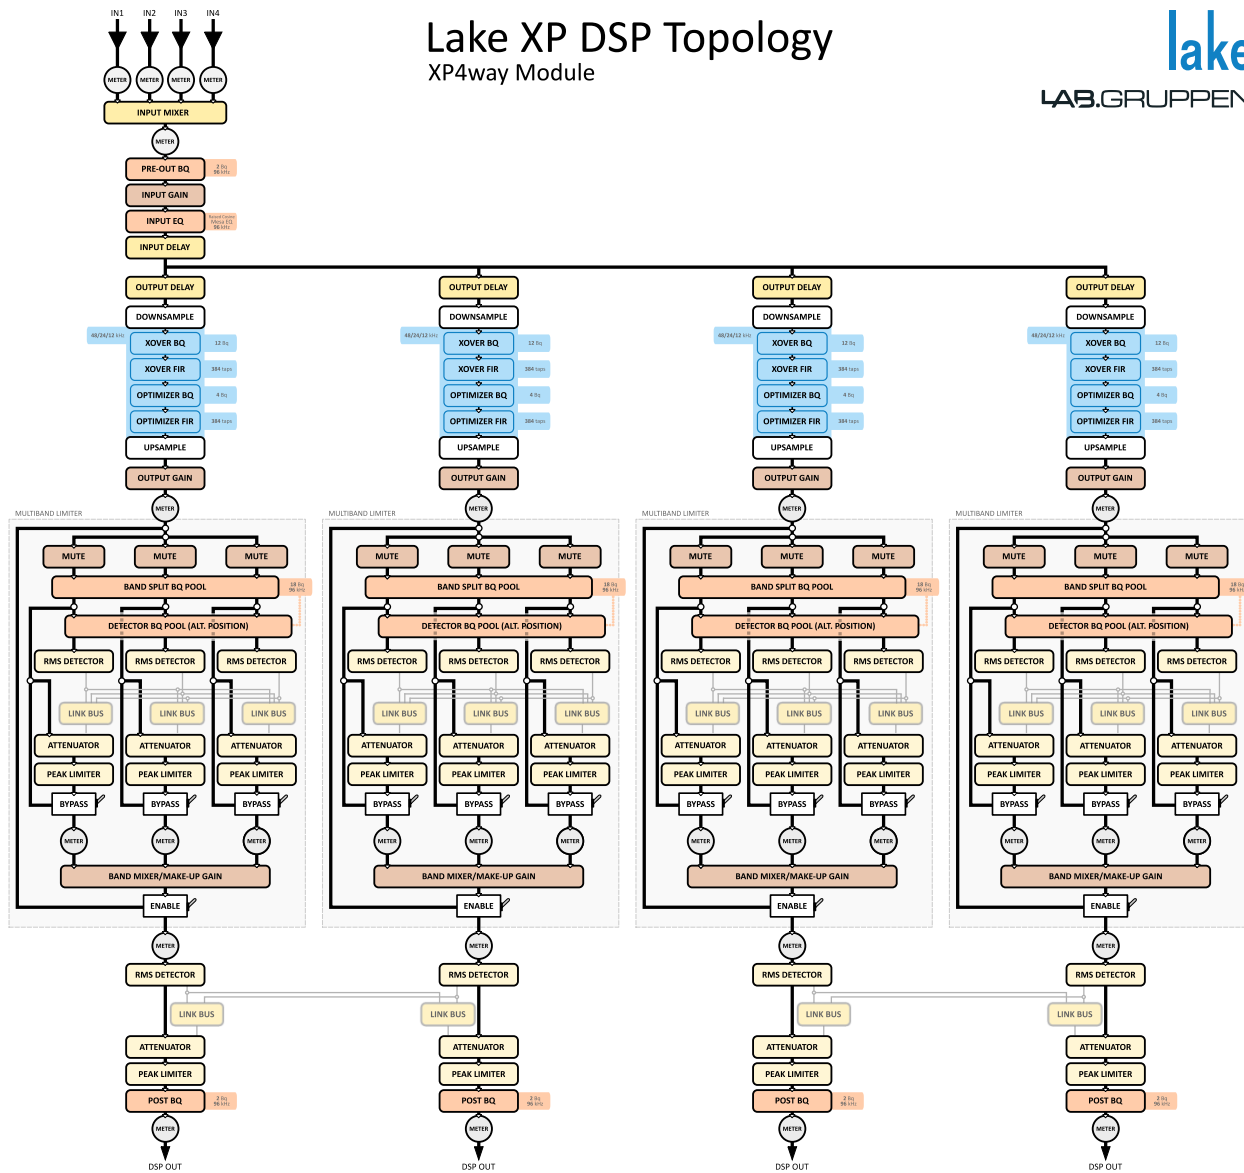 IN1 IN2 IN3 IN4
Lake XP DSP Topology
XP4way Module
lake
LAB.GRUPPEN
METER METER METER METER
INPUT MIXER
METER
PRE-OUT BQ 2 Bq
96 kHz
INPUT GAIN
INPUT EQ Mesa EQ
96 kHz
INPUT DELAY
OUTPUT DELAY OUTPUT DELAY OUTPUT DELAY OUTPUT DELAY
DOWNSAMPLE DOWNSAMPLE DOWNSAMPLE DOWNSAMPLE
48/24/12 kHz 48/24/12 kHz 48/24/12 kHz 48/24/12 kHz
XOVER BQ 12 Bq XOVER BQ 12 Bq XOVER BQ 12 Bq XOVER BQ 12 Bq
XOVER FIR 384 taps XOVER FIR 384 taps XOVER FIR 384 taps XOVER FIR 384 taps
OPTIMIZER BQ 4 Bq OPTIMIZER BQ 4 Bq OPTIMIZER BQ 4 Bq OPTIMIZER BQ 4 Bq
OPTIMIZER FIR 384 taps OPTIMIZER FIR 384 taps OPTIMIZER FIR 384 taps OPTIMIZER FIR 384 taps
UPSAMPLE UPSAMPLE UPSAMPLE UPSAMPLE
OUTPUT GAIN OUTPUT GAIN OUTPUT GAIN OUTPUT GAIN
METER METER METER METER
MULTIBAND LIMITER MULTIBAND LIMITER MULTIBAND LIMITER MULTIBAND LIMITER
MUTE MUTE MUTE MUTE MUTE MUTE MUTE MUTE MUTE MUTE MUTE MUTE
BAND SPLIT BQ POOL 18 Bq BAND SPLIT BQ POOL 18 Bq BAND SPLIT BQ POOL 18 Bq BAND SPLIT BQ POOL 18 Bq
96 kHz 96 kHz 96 kHz 96 kHz
DETECTOR BQ POOL (ALT. POSITION) DETECTOR BQ POOL (ALT. POSITION) DETECTOR BQ POOL (ALT. POSITION) DETECTOR BQ POOL (ALT. POSITION)
RMS DETECTOR RMS DETECTOR RMS DETECTOR RMS DETECTOR RMS DETECTOR RMS DETECTOR RMS DETECTOR RMS DETECTOR RMS DETECTOR RMS DETECTOR RMS DETECTOR RMS DETECTOR
LINK BUS LINK BUS LINK BUS LINK BUS LINK BUS LINK BUS LINK BUS LINK BUS LINK BUS LINK BUS LINK BUS LINK BUS
ATTENUATOR ATTENUATOR ATTENUATOR ATTENUATOR ATTENUATOR ATTENUATOR ATTENUATOR ATTENUATOR ATTENUATOR ATTENUATOR ATTENUATOR ATTENUATOR
PEAK LIMITER PEAK LIMITER PEAK LIMITER PEAK LIMITER PEAK LIMITER PEAK LIMITER PEAK LIMITER PEAK LIMITER PEAK LIMITER PEAK LIMITER PEAK LIMITER PEAK LIMITER
BYPASS BYPASS BYPASS BYPASS BYPASS BYPASS BYPASS BYPASS BYPASS BYPASS BYPASS BYPASS
METER METER METER METER METER METER METER METER METER METER METER METER
BAND MIXER/MAKE-UP GAIN BAND MIXER/MAKE-UP GAIN BAND MIXER/MAKE-UP GAIN BAND MIXER/MAKE-UP GAIN
ENABLE ENABLE ENABLE ENABLE
METER METER METER METER
RMS DETECTOR RMS DETECTOR RMS DETECTOR RMS DETECTOR
LINK BUS LINK BUS LINK BUS LINK BUS
ATTENUATOR ATTENUATOR ATTENUATOR ATTENUATOR
PEAK LIMITER PEAK LIMITER PEAK LIMITER PEAK LIMITER
POST BQ 2 Bq POST BQ 2 Bq POST BQ 2 Bq POST BQ 2 Bq
96 kHz 96 kHz 96 kHz 96 kHz
METER METER METER METER
DSP OUT DSP OUT DSP OUT DSP OUT